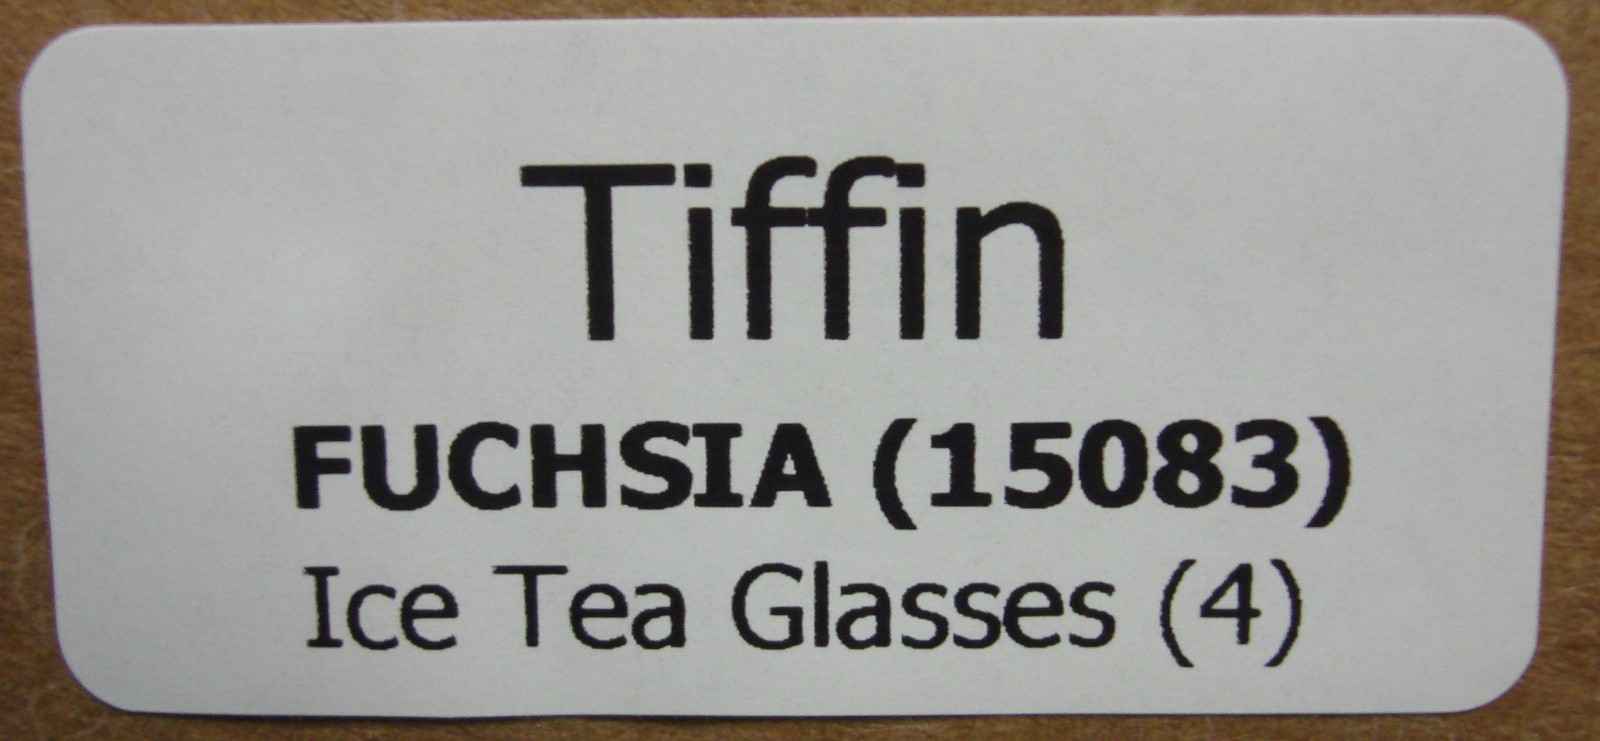 Tiffin
FUCHSIA (15083)
Ice Tea Glasses (4)